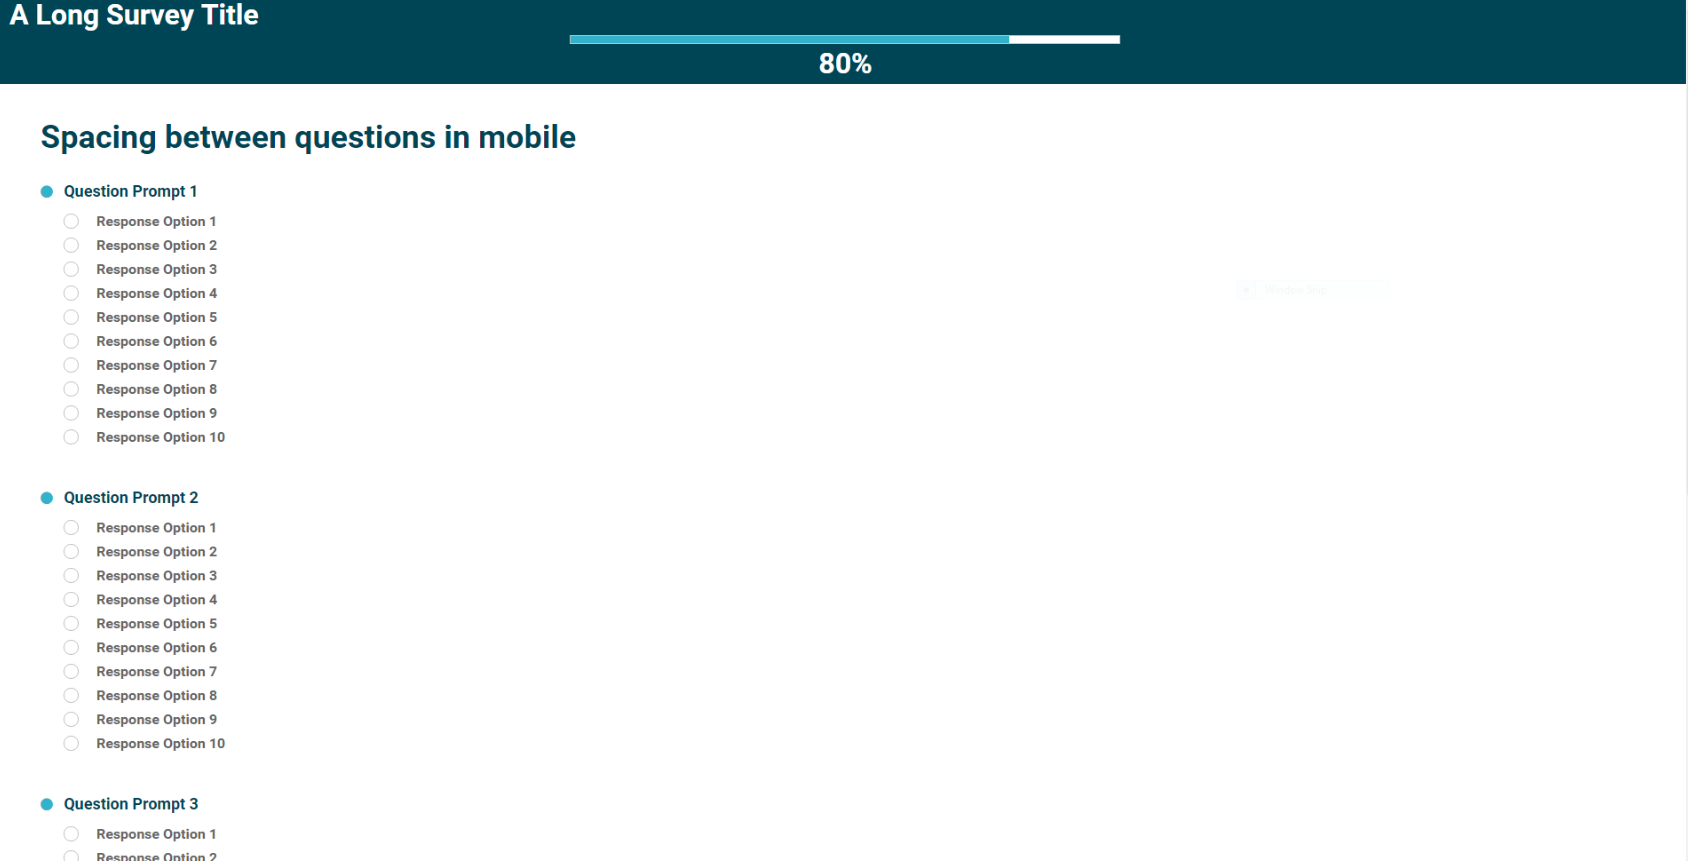 A Long Survey Title
80%
Spacing between questions in mobile
Question Prompt 1
Response Option 1
Response Option 2
Response Option 3
Response Option 4
Response Option 5
Response Option 6
Response Option 7
Response Option 8
Response Option 9
Response Option 10
Question Prompt 2
Response Option 1
Response Option 2
Response Option 3
Response Option 4
Response Option 5
Response Option 6
Response Option 7
Response Option 8
Response Option 9
Response Option 10
Question Prompt 3
Response Option 1
Response Option 2